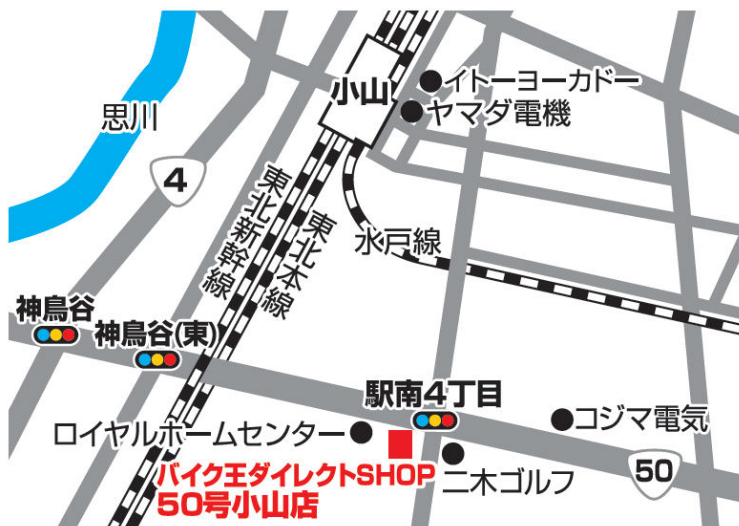 小山
イトーヨーカドー
ヤマダ電機
思川
4
東北新幹線
東北本線
水戸線
神鳥谷
神鳥谷(東)
駅南4丁目
コジマ電気
ロイヤルホームセンター
バイク王ダイレクトSHOP
50号小山店
二木ゴルフ
50